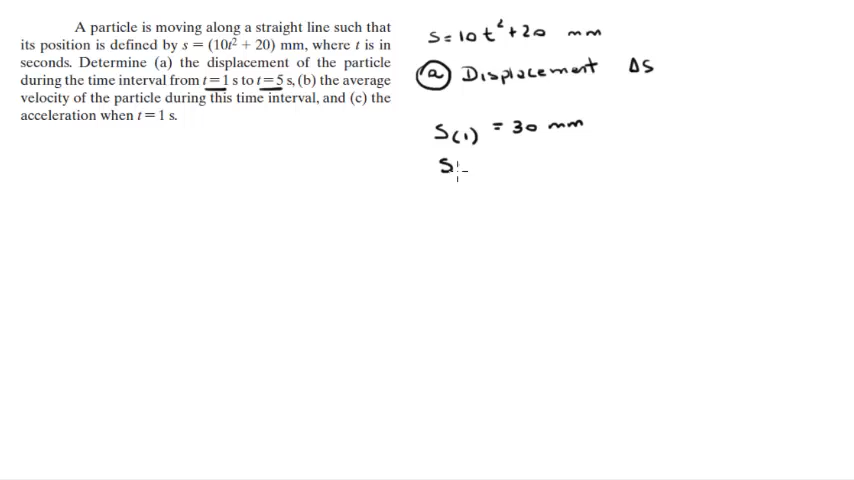 A particle is moving along a straight line such that
its position is defined by s = (10t² + 20) mm, where t is in
seconds. Determine (a) the displacement of the particle
during the time interval from t = 1 s to t = 5 s, (b) the average
velocity of the particle during this time interval, and (c) the
acceleration when t = 1 s.
s = 10t² + 20 mm
(a) Displacement Δs
S(1) = 30 mm
S